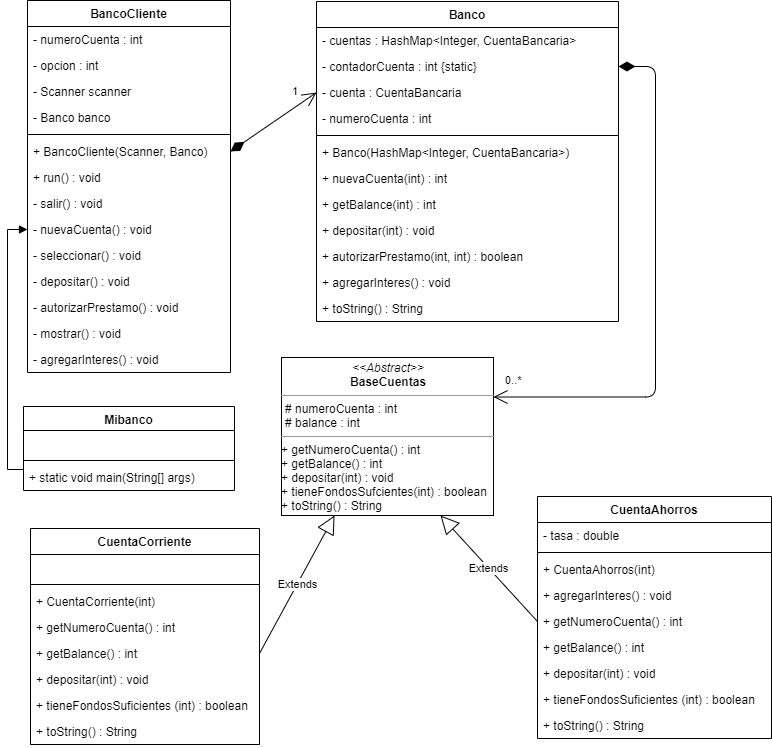 BancoCliente
- numeroCuenta : int
- opcion : int
- Scanner scanner
- Banco banco
+ BancoCliente(Scanner, Banco)
+ run() : void
- salir() : void
- nuevaCuenta() : void
- seleccionar() : void
- depositar() : void
- autorizarPrestamo() : void
- mostrar() : void
- agregarInteres() : void
1
Banco
- cuentas : HashMap<Integer, CuentaBancaria>
- contadorCuenta : int {static}
- cuenta : CuentaBancaria
- numeroCuenta : int
+ Banco(HashMap<Integer, CuentaBancaria>)
+ nuevaCuenta(int) : int
+ getBalance(int) : int
+ depositar(int) : void
+ autorizarPrestamo(int, int) : boolean
+ agregarInteres() : void
+ toString() : String
0..*
<<Abstract>>
BaseCuentas
# numeroCuenta : int
# balance : int
+ getNumeroCuenta() : int
+ getBalance() : int
+ depositar(int) : void
+ tieneFondosSufcientes(int) : boolean
+ toString() : String
Mibanco
+ static void main(String[] args)
Extends
Extends
CuentaCorriente
+ CuentaCorriente(int)
+ getNumeroCuenta() : int
+ getBalance() : int
+ depositar(int) : void
+ tieneFondosSuficientes (int) : boolean
+ toString() : String
CuentaAhorros
- tasa : double
+ CuentaAhorros(int)
+ agregarInteres() : void
+ getNumeroCuenta() : int
+ getBalance() : int
+ depositar(int) : void
+ tieneFondosSuficientes (int) : boolean
+ toString() : String